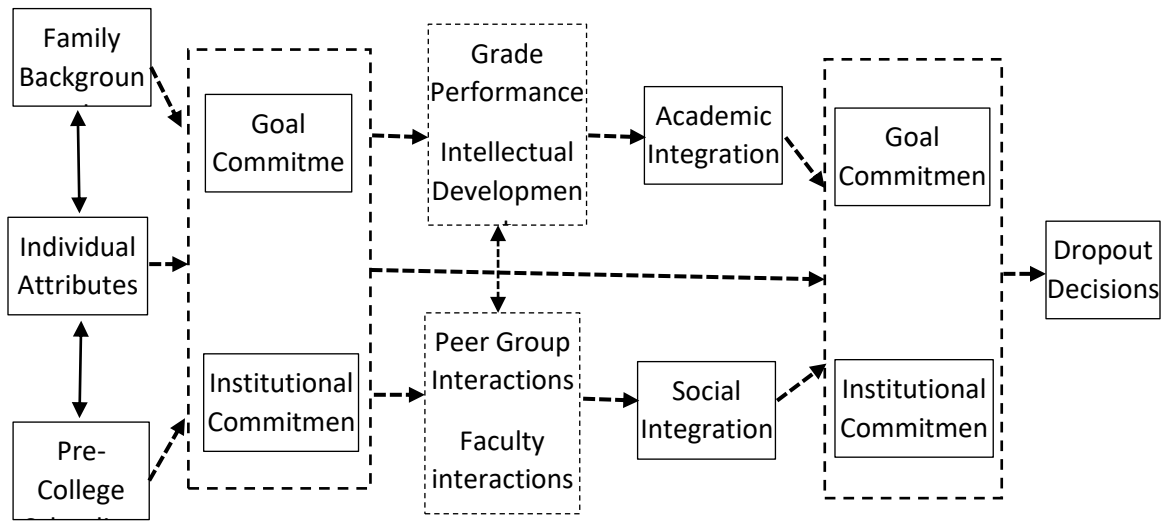 Family
Backgroun
Individual
Attributes
Pre-
College
Goal
Commitme
Institutional
Commitmen
Grade
Performance
Intellectual
Developmen
Peer Group
Interactions
Faculty
interactions
Academic
Integration
Social
Integration
Goal
Commitmen
Institutional
Commitmen
Dropout
Decisions